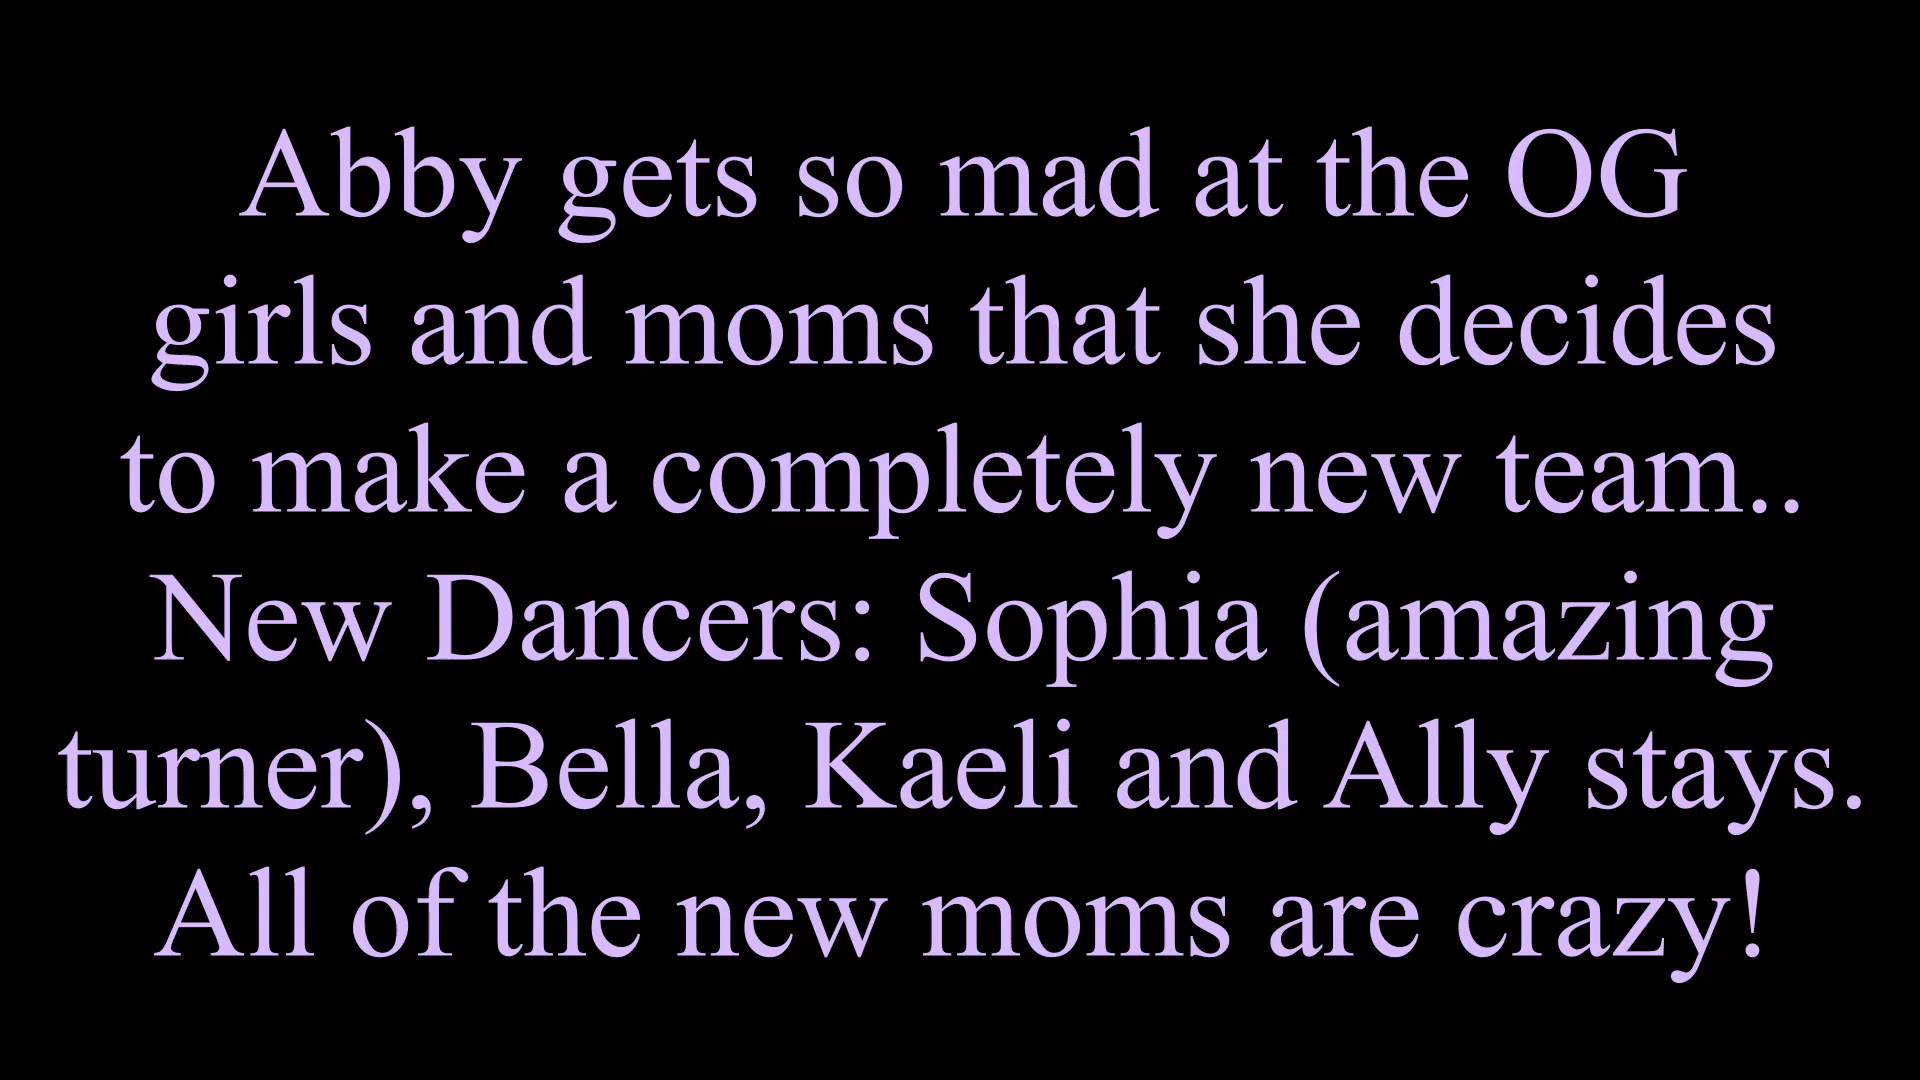 Abby gets so mad at the OG
girls and moms that she decides
to make a completely new team..
New Dancers: Sophia (amazing
turner), Bella, Kaeli and Ally stays.
All of the new moms are crazy!